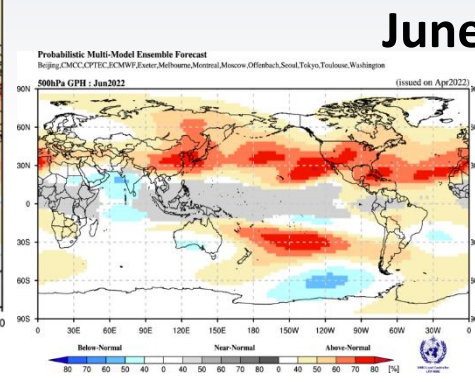 June
Probabilistic Multi-Model Ensemble Forecast
Beijing,CMCC,CPTEC,ECMWF,Exeter,Melbourne,Montreal,Moscow,Offenbach,Seoul,Tokyo,Toulouse,Washington
500hPa GPH : Jun2022 (issued on Apr2022)
90N
60N
30N
0
30S
60S
90S
0 30E 60E 90E 120E 150E 180 150W 120W 90W 60W 30W 0
Below-Normal Near-Normal Above-Normal
80 70 60 50 40 0 40 50 60 70 80 0 40 50 60 70 80 [%]
0